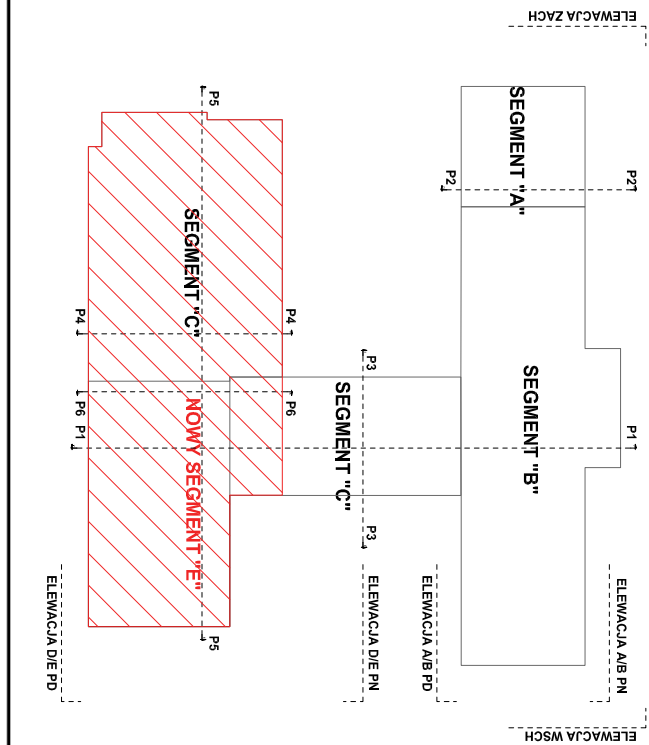 ELEWACJA ZACH
P5
SEGMENT "A"
P2
P2
SEGMENT "C"
P4
P4
P3
SEGMENT "B"
SEGMENT "C"
P6
P6
NOWY SEGMENT "E"
P1
P1
P3
P5
ELEWACJA D/E PD
ELEWACJA D/E PN
ELEWACJA A/B PD
ELEWACJA A/B PN
ELEWACJA WSCH